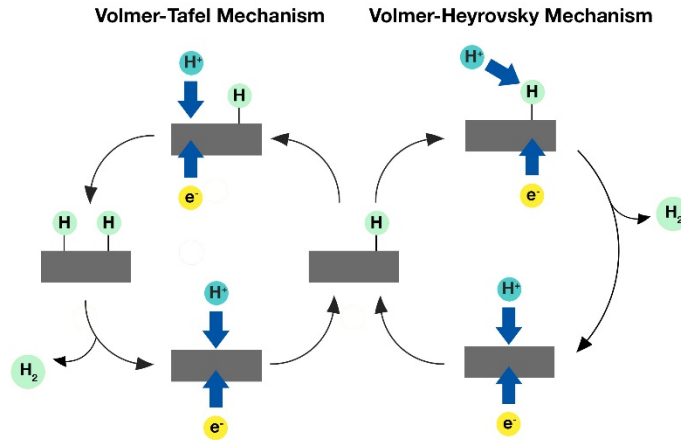 Volmer-Tafel Mechanism
Volmer-Heyrovsky Mechanism
H⁺
H
e⁻
H⁺
H
e⁻
H
H
H
H₂
H₂
H⁺
e⁻
H⁺
e⁻